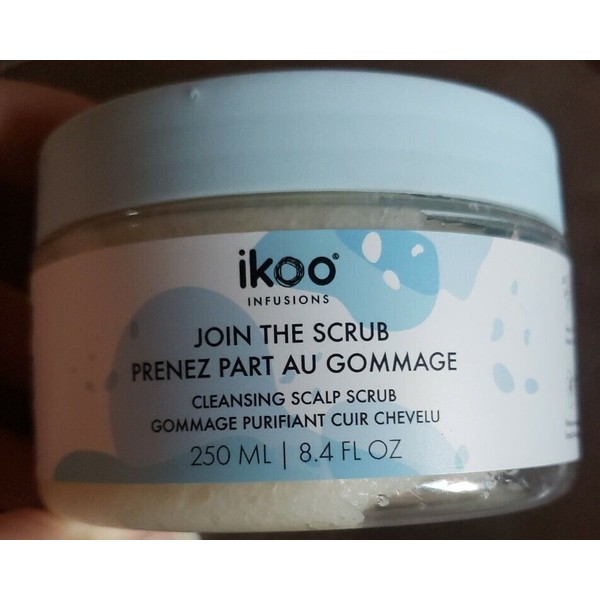 ikoo®
INFUSIONS
JOIN THE SCRUB
PRENEZ PART AU GOMMAGE
CLEANSING SCALP SCRUB
GOMMAGE PURIFIANT CUIR CHEVELU
250 ML | 8.4 FL OZ